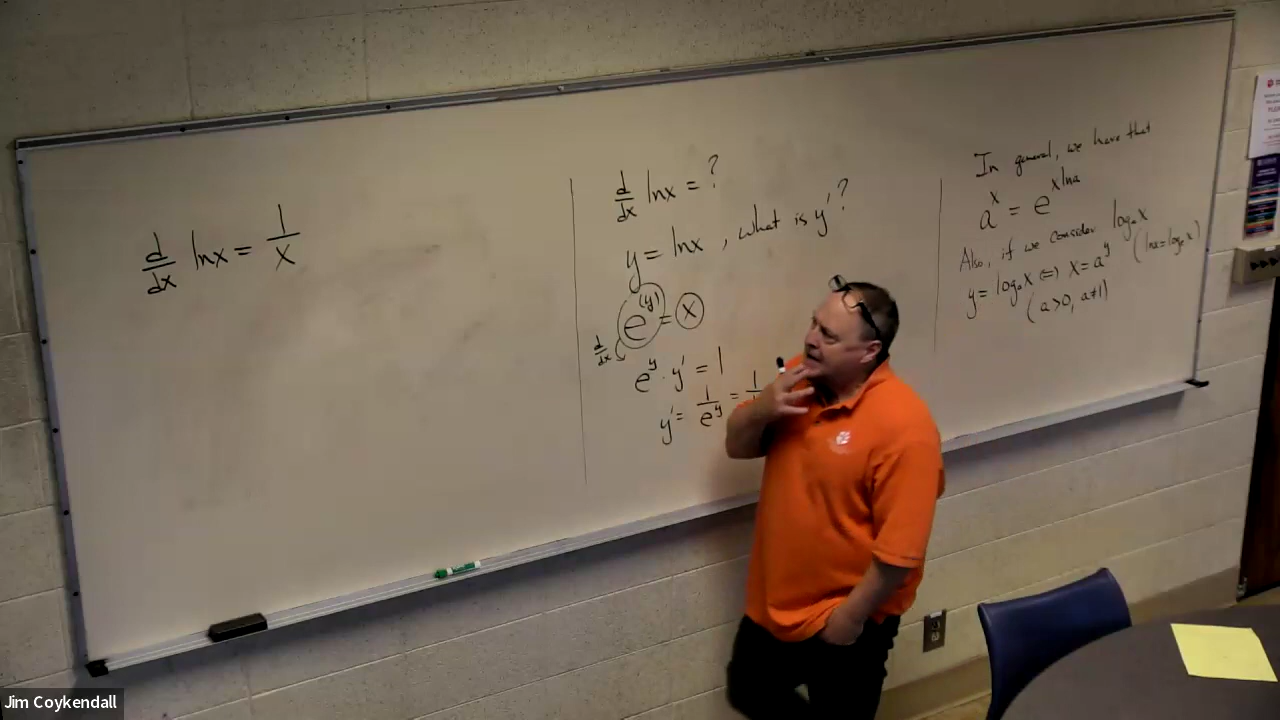 d/dx lnx = 1/x
d/dx lnx = ?
y = lnx , what is y' ?
e^(y) = x
d/dx
e^y · y' = 1
y' = 1/e^y = 1/
In general, we have that
a^x = e^(x lna)
Also, if we consider log_a x
y = log_a x ⇔ x = a^y (lnx = log_e x)
(a>0, a≠1)
Jim Coykendall